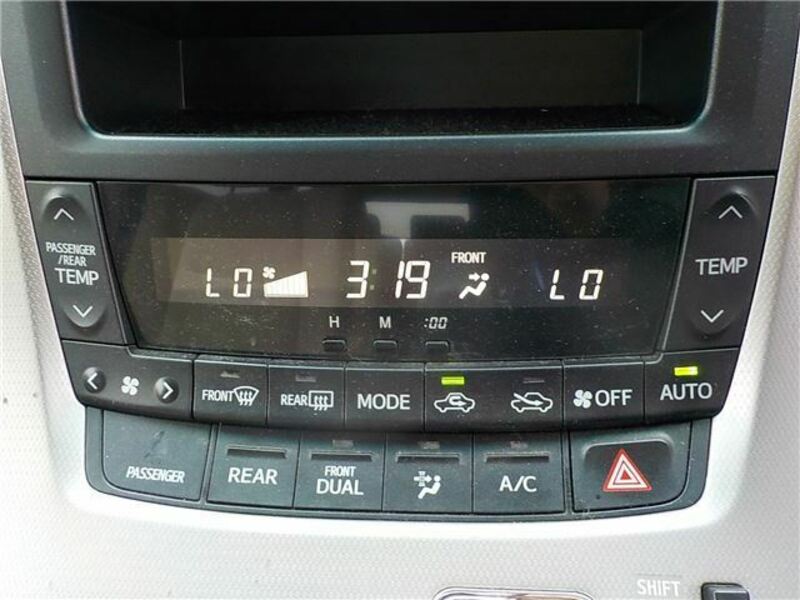 PASSENGER
/REAR
TEMP
LO 3:19 FRONT LO
TEMP
H M :00
FRONT REAR MODE OFF AUTO
PASSENGER REAR FRONT DUAL A/C
SHIFT